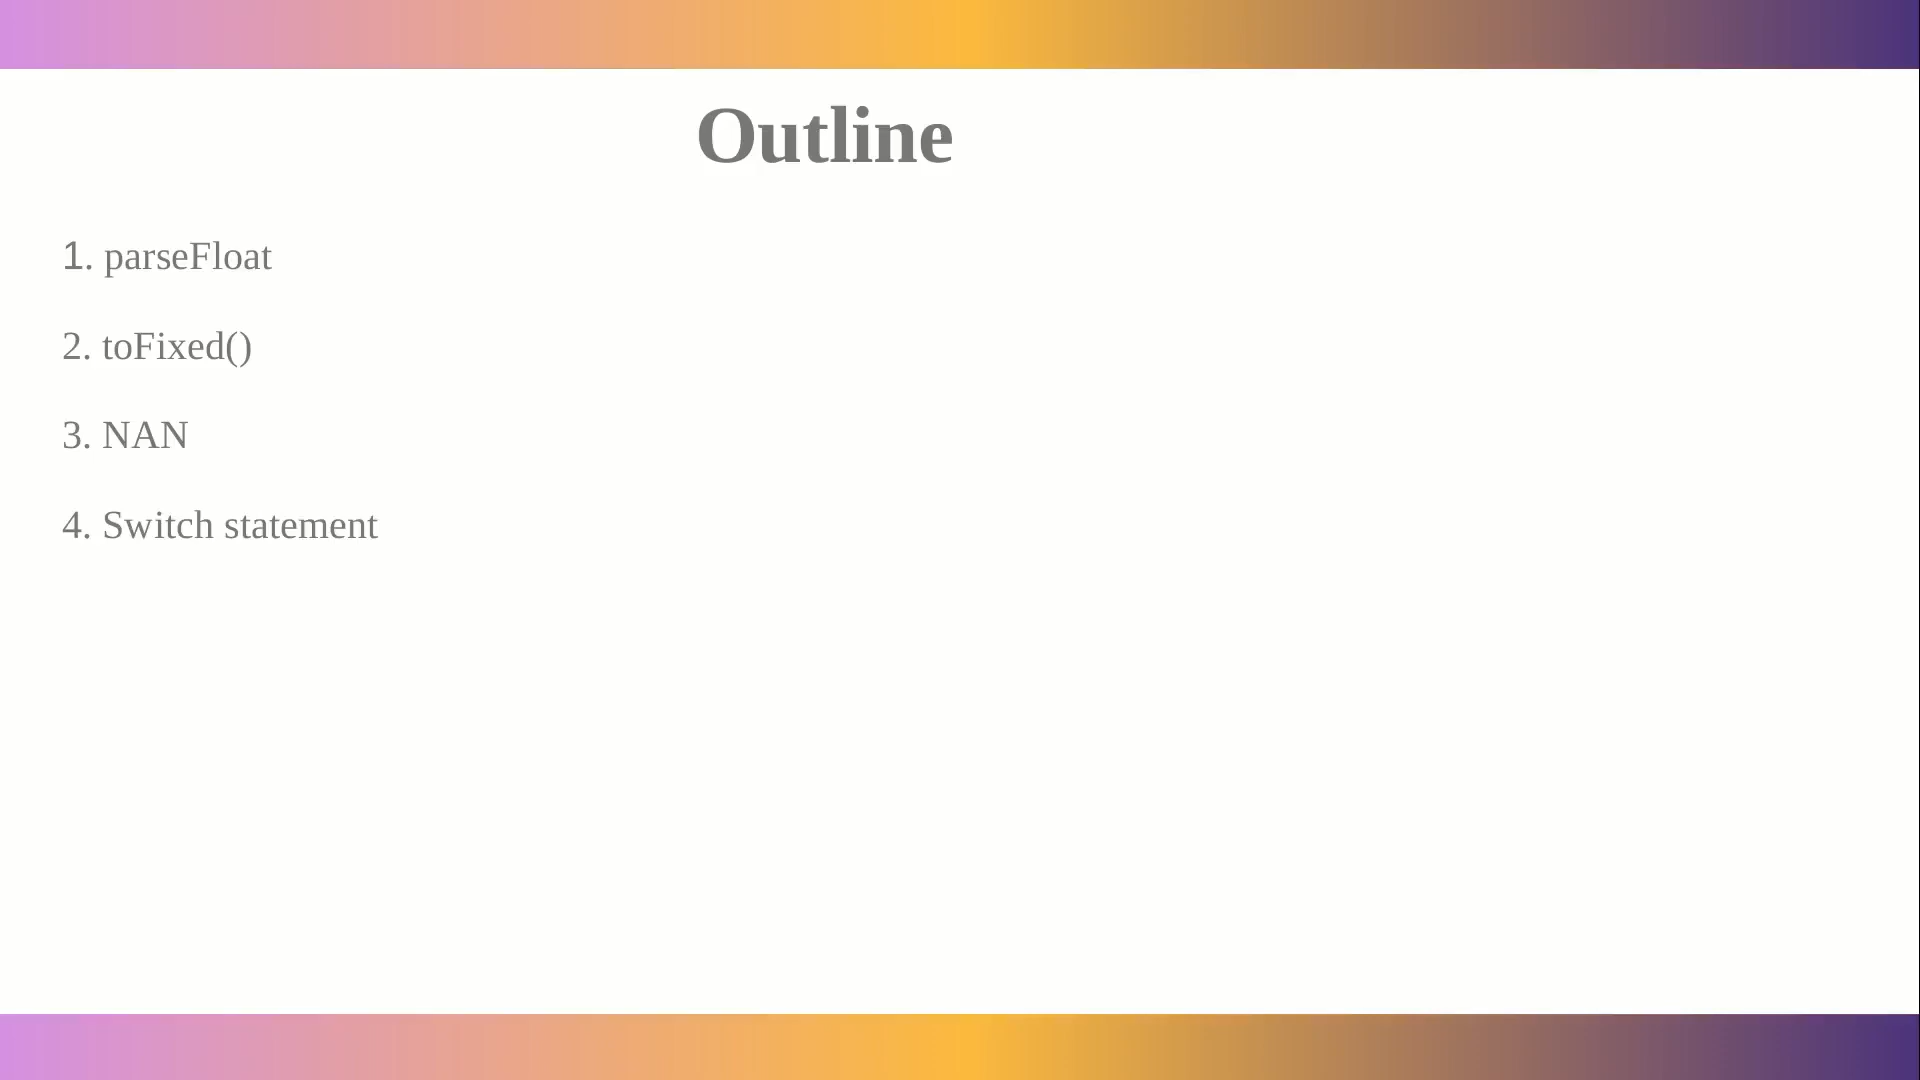 Outline
1. parseFloat
2. toFixed()
3. NAN
4. Switch statement